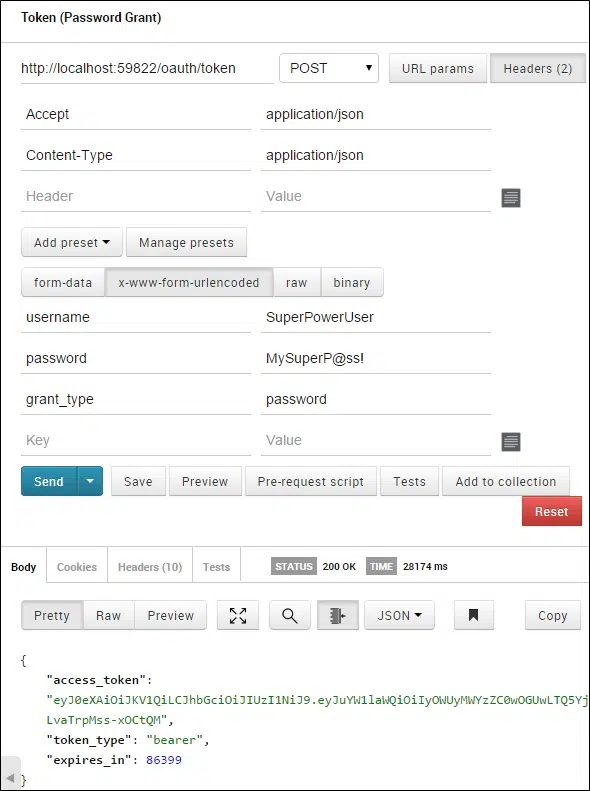 Token (Password Grant)
http://localhost:59822/oauth/token POST URL params Headers (2)
Accept application/json
Content-Type application/json
Header Value
Add preset Manage presets
form-data x-www-form-urlencoded raw binary
username SuperPowerUser
password MySuperP@ss!
grant_type password
Key Value
Send Save Preview Pre-request script Tests Add to collection
Reset
Body Cookies Headers (10) Tests STATUS 200 OK TIME 28174 ms
Pretty Raw Preview JSON Copy
{
"access_token":
"eyJ0eXAiOiJKV1QiLCJhbGciOiJIUzI1NiJ9.eyJuYW1laWQiOiIyOWUyMWYzZC0wOGUwLTQ5Yj
LvaTrpMss-xOCtQM",
"token_type": "bearer",
"expires_in": 86399
}